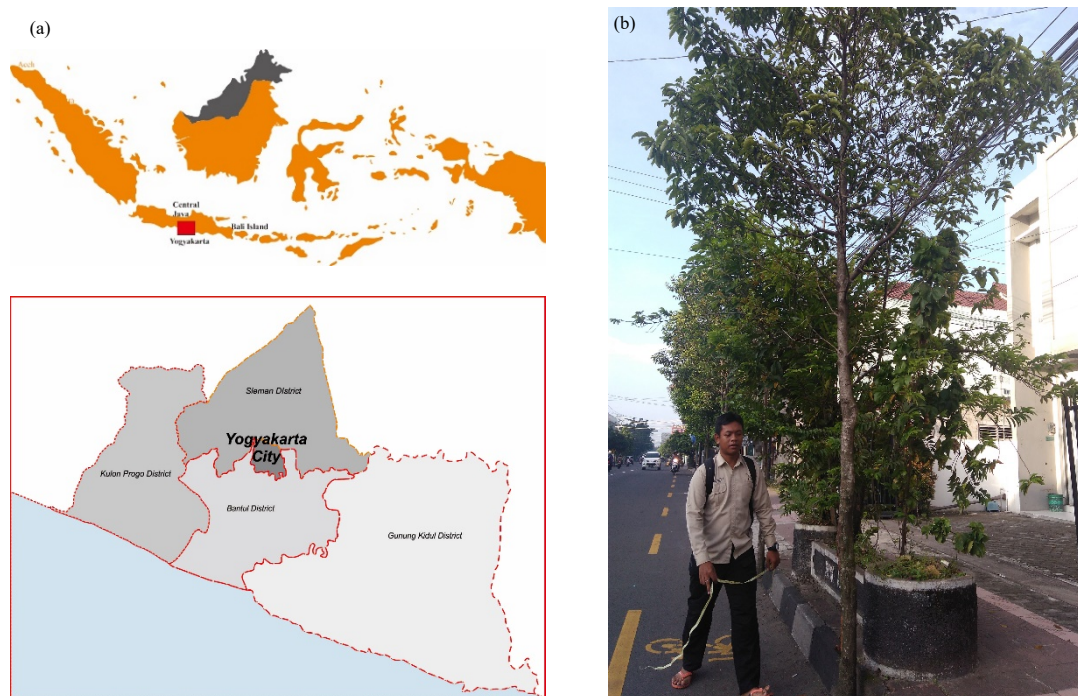 (a)
Aceh
Central
Java
Bali Island
Yogyakarta
Sleman District
Yogyakarta
City
Kulon Progo District
Bantul District
Gunung Kidul District
(b)